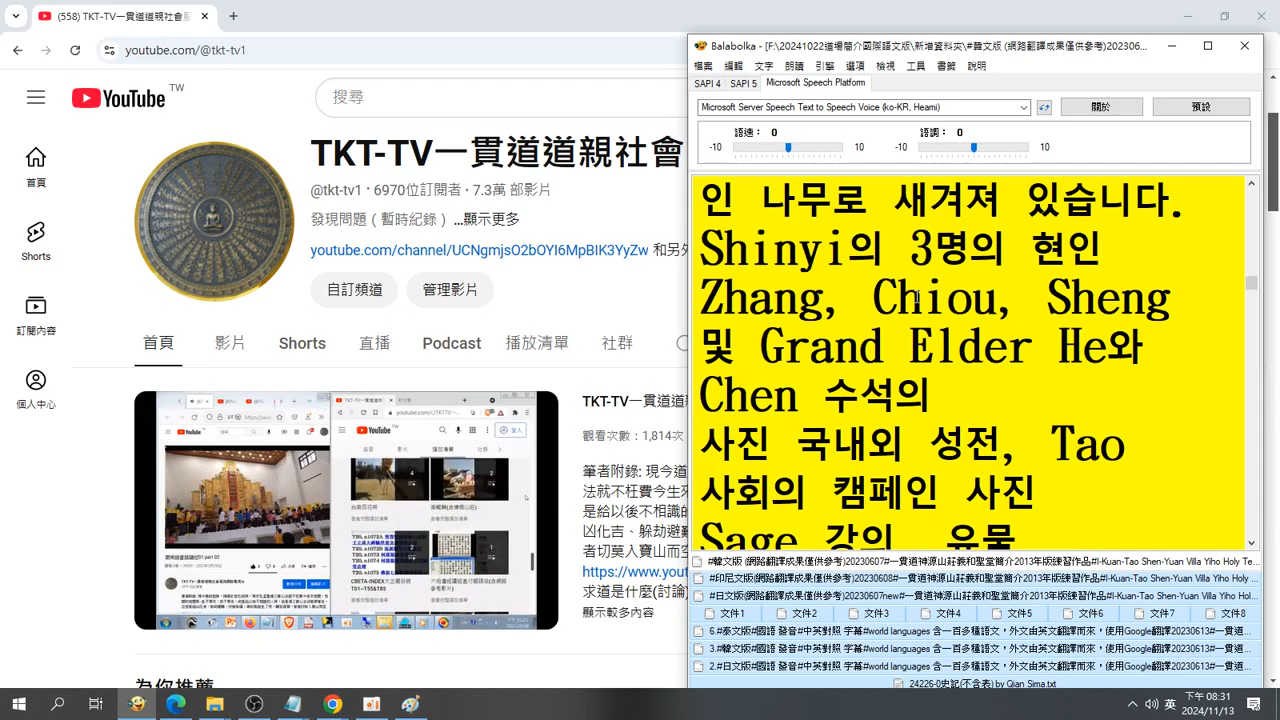 (558) TKT-TV一貫道道親社會服
youtube.com/@tkt-tv1
YouTube TW
搜尋
首頁
Shorts
訂閱內容
個人中心
TKT-TV一貫道道親社會
@tkt-tv1 · 6970位訂閱者 · 7.3萬 部影片
發現問題（暫時紀錄） ...顯示更多
youtube.com/channel/UCNgmjsO2bOYI6MpBIK3YyZw 和另外
自訂頻道
管理影片
首頁 影片 Shorts 直播 Podcast 播放清單 社群
TKT-TV一貫道道
觀看次數：1,814次
筆者附錄: 現今道
法就不枉費今生來
是給以後不相識的
凶化吉、躲劫避難
者切莫入寶山而空
https://www.yout
求道是什麼(討論
顯示較多內容
為你推薦
Balabolka - [F:\20241022道場簡介國際語文版\新增資料夾\#韓文版 (網路翻譯成果僅供參考)202306...
檔案 編輯 文字 朗讀 引擎 選項 檢視 工具 書籤 說明
SAPI 4 SAPI 5 Microsoft Speech Platform
Microsoft Server Speech Text to Speech Voice (ko-KR, Heami)
關於
預設
語速： 0
語調： 0
-10 10 -10 10
인 나무로 새겨져 있습니다.
Shinyi의 3명의 현인
Zhang, Chiou, Sheng
및 Grand Elder He와
Chen 수석의
사진 국내외 성전, Tao
사회의 캠페인 사진
Sage 강의 유물
#韓文版 (網路翻譯成果僅供參考)20230607#一貫道神源山莊義和聖堂簡介2013年版練習作品#I-Kuan-Tao Shen-Yuan Villa Yiho Holy Te...
#印尼文版(網路翻譯成果僅供參考)20230608#一貫道神源山莊義和聖堂簡介2013年版練習作品#I-Kuan-Tao Shen-Yuan Villa Yiho Holy ...
#日文版(網路翻譯成果僅供參考)20230607#一貫道神源山莊義和聖堂簡介2013年版練習作品#I-Kuan-Tao Shen-Yuan Villa Yiho Hol...
文件1 文件2 文件3 文件4 文件5 文件6 文件7 文件8
6.#泰文版#國語 發音#中英對照 字幕#world languages 含一百多種語文，外文由英文翻譯而來，使用Google翻譯20230613#一貫道...
3.#韓文版#國語 發音#中英對照 字幕#world languages 含一百多種語文，外文由英文翻譯而來，使用Google翻譯20230613#一貫道...
2.#日文版#國語 發音#中英對照 字幕#world languages 含一百多種語文，外文由英文翻譯而來，使用Google翻譯20230613#一貫道...
24226-0史記(不含表) by Qian Sima.txt
英
下午 08:31
2024/11/13